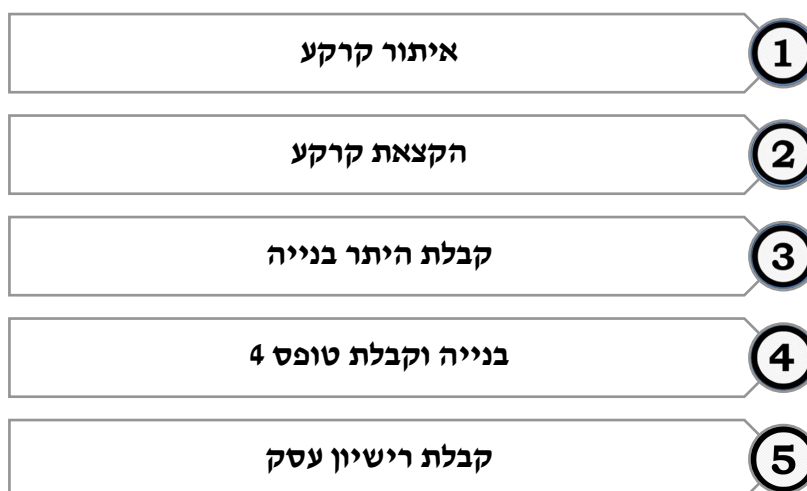 1 איתור קרקע
2 הקצאת קרקע
3 קבלת היתר בנייה
4 בנייה וקבלת טופס 4
5 קבלת רישיון עסק